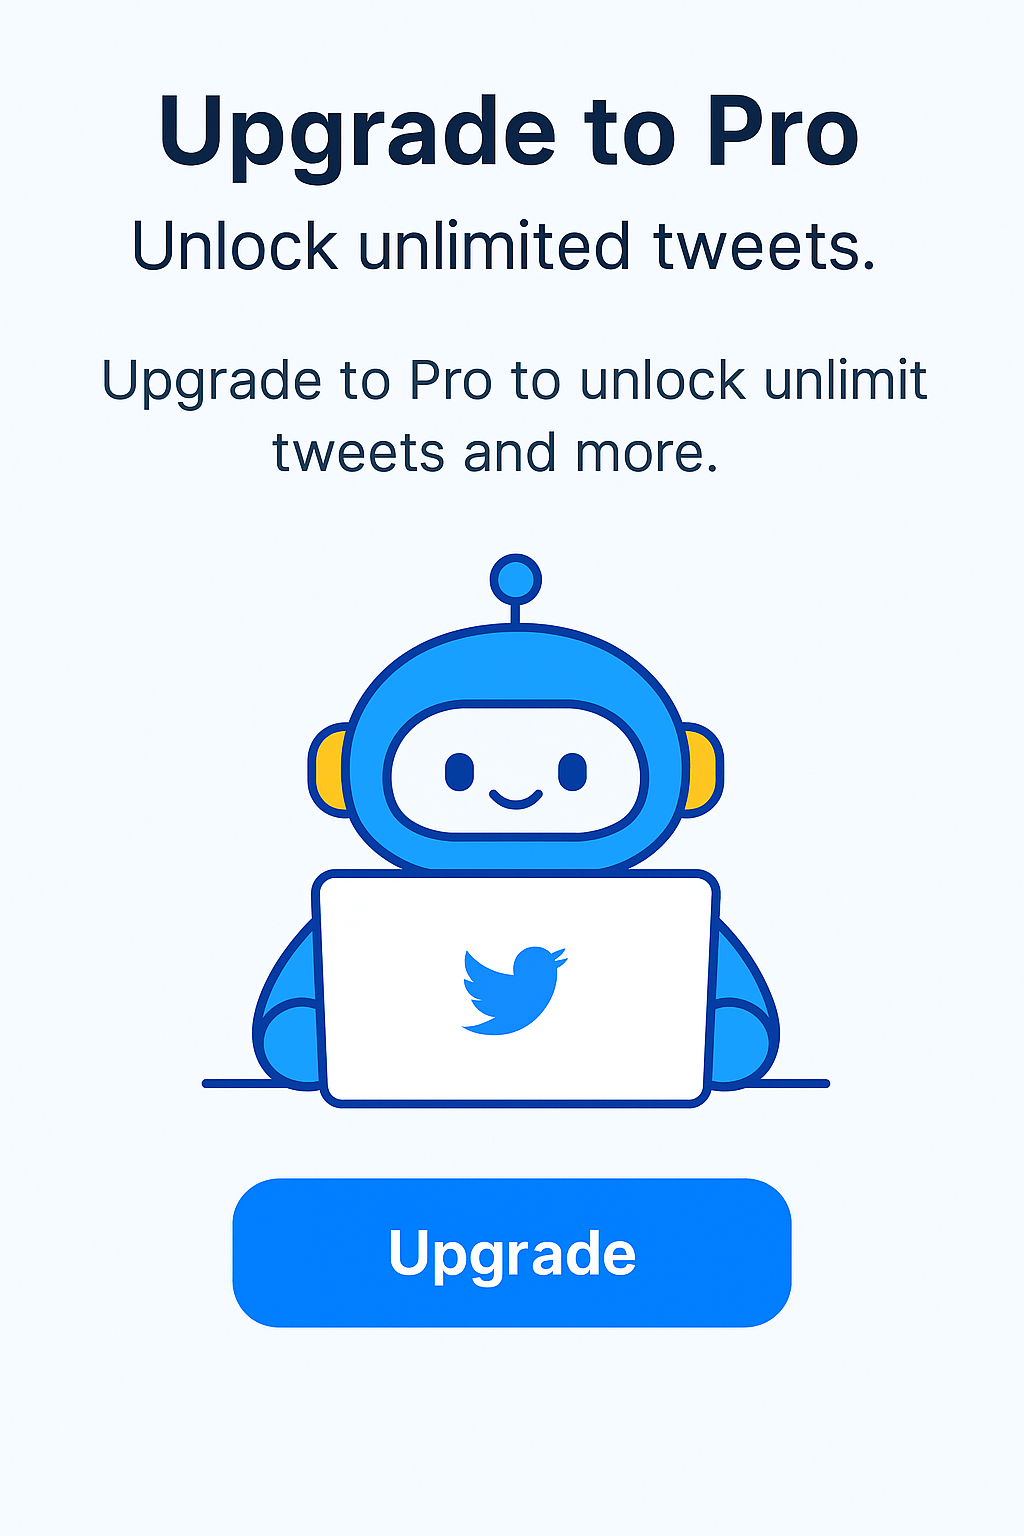 Upgrade to Pro
Unlock unlimited tweets.
Upgrade to Pro to unlock unlimit
tweets and more.
Upgrade